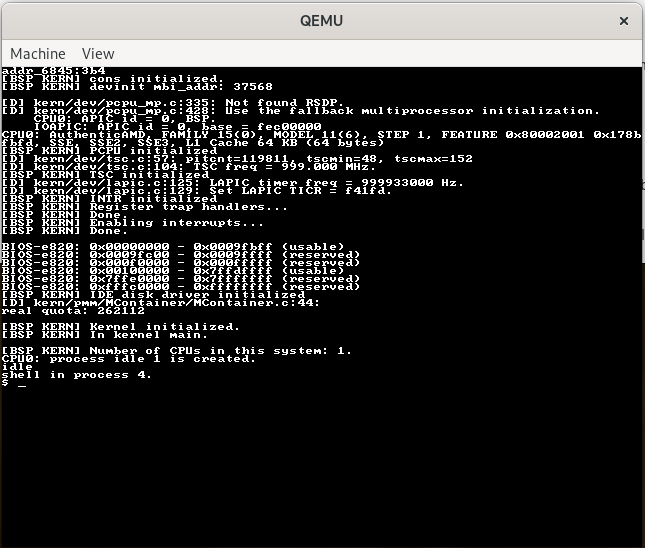 QEMU
Machine View
addr_6845:3b4
[BSP KERN] cons initialized.
[BSP KERN] devinit mbi_addr: 37568
[D] kern/dev/pcpu_mp.c:335: Not found RSDP.
[D] kern/dev/pcpu_mp.c:428: Use the fallback multiprocessor initialization.
CPU0: APIC id = 0, BSP.
IOAPIC: APIC id = 0, base = fec00000
CPU0: AuthenticAMD, FAMILY 15(0), MODEL 11(6), STEP 1, FEATURE 0x80002001 0x178b
fbfd, SSE, SSE2, SSE3, L1 Cache 64 KB (64 bytes)
[BSP KERN] PCPU initialized
[D] kern/dev/tsc.c:57: pitcnt=119811, tscmin=48, tscmax=152
[D] kern/dev/tsc.c:104: TSC freq = 999.000 MHz.
[BSP KERN] TSC initialized
[D] kern/dev/lapic.c:125: LAPIC timer freq = 999933000 Hz.
[D] kern/dev/lapic.c:129: Set LAPIC TICR = f41fd.
[BSP KERN] INTR initialized
[BSP KERN] Register trap handlers...
[BSP KERN] Done.
[BSP KERN] Enabling interrupts...
[BSP KERN] Done.
BIOS-e820: 0x00000000 - 0x0009fbff (usable)
BIOS-e820: 0x0009fc00 - 0x0009ffff (reserved)
BIOS-e820: 0x000f0000 - 0x000fffff (reserved)
BIOS-e820: 0x00100000 - 0x7ffdffff (usable)
BIOS-e820: 0x7ffe0000 - 0x7fffffff (reserved)
BIOS-e820: 0xfffc0000 - 0xffffffff (reserved)
[BSP KERN] IDE disk driver initialized
[D] kern/pmm/MContainer/MContainer.c:44:
real quota: 262112
[BSP KERN] Kernel initialized.
[BSP KERN] In kernel main.
[BSP KERN] Number of CPUs in this system: 1.
CPU0: process idle 1 is created.
idle
shell in process 4.
$ _